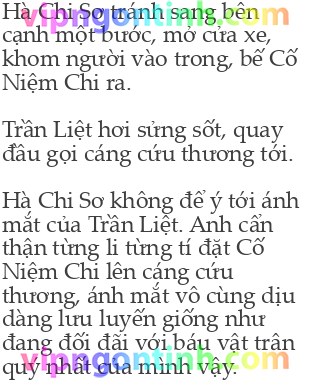 Hà Chi Sơ tránh sang bên
cạnh một bước, mở cửa xe,
khom người vào trong, bế Cố
Niệm Chi ra.
Trần Liệt hơi sửng sốt, quay
đầu gọi cáng cứu thương tới.
Hà Chi Sơ không để ý tới ánh
mắt của Trần Liệt. Anh cẩn
thận từng li từng tí đặt Cố
Niệm Chi lên cáng cứu
thương, ánh mắt vô cùng dịu
dàng lưu luyến giống như
đang đối đãi với báu vật trân
quý nhất của mình vậy.
vipngontinh.com
vipngontinh.com